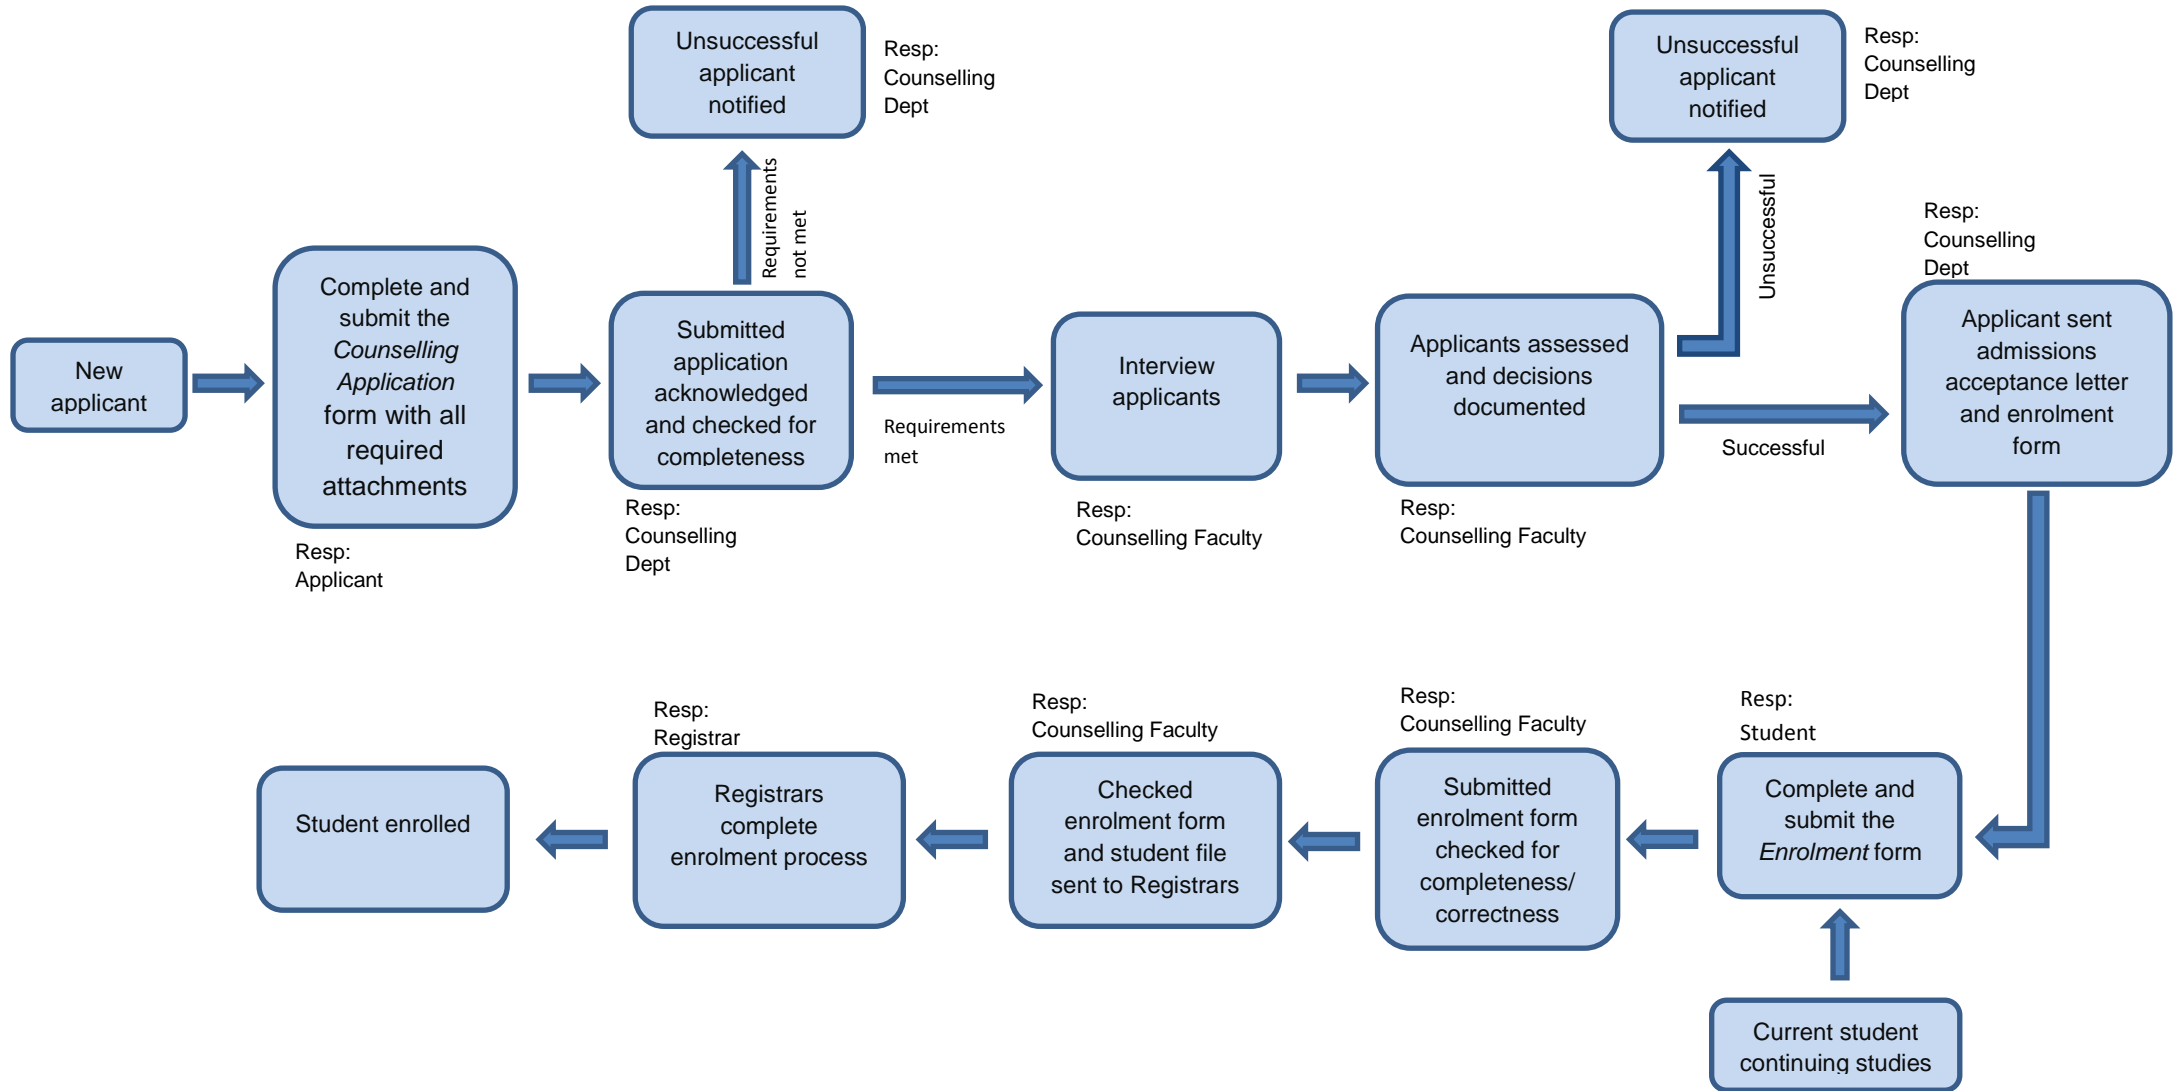 Unsuccessful
applicant
notified
Resp:
Counselling
Dept
Unsuccessful
applicant
notified
Resp:
Counselling
Dept
Requirements
not met
Unsuccessful
New
applicant
Complete and
submit the
Counselling
Application
form with all
required
attachments
Resp:
Applicant
Submitted
application
acknowledged
and checked for
completeness
Resp:
Counselling
Dept
Requirements
met
Interview
applicants
Resp:
Counselling Faculty
Applicants assessed
and decisions
documented
Resp:
Counselling Faculty
Successful
Resp:
Counselling
Dept
Applicant sent
admissions
acceptance letter
and enrolment
form
Student enrolled
Resp:
Registrar
Registrars
complete
enrolment process
Resp:
Counselling Faculty
Checked
enrolment form
and student file
sent to Registrars
Resp:
Counselling Faculty
Submitted
enrolment form
checked for
completeness/
correctness
Resp:
Student
Complete and
submit the
Enrolment form
Current student
continuing studies